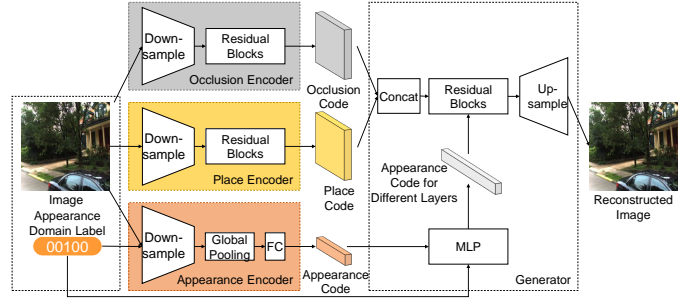 Down-
sample
Residual
Blocks
Occlusion Encoder
Occlusion
Code
Down-
sample
Residual
Blocks
Place Encoder
Place
Code
Image
Appearance
Domain Label
00100
Down-
sample
Global
Pooling
FC
Appearance Encoder
Appearance
Code
Concat
Residual
Blocks
Up-
sample
Appearance
Code for
Different Layers
MLP
Generator
Reconstructed
Image